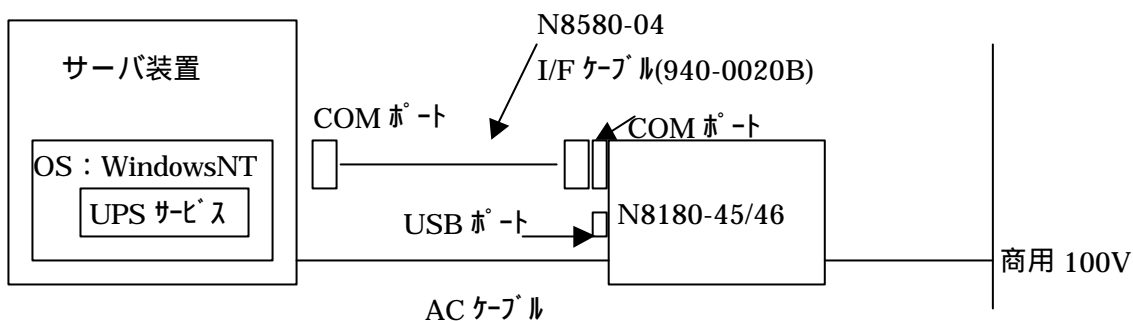 N8580-04
サーバ装置
I/F ｹｰﾌﾞﾙ(940-0020B)
COM ﾎﾟｰﾄ
COM ﾎﾟｰﾄ
OS：WindowsNT
UPS ｻｰﾋﾞｽ
USB ﾎﾟｰﾄ
N8180-45/46
商用 100V
AC ｹｰﾌﾞﾙ